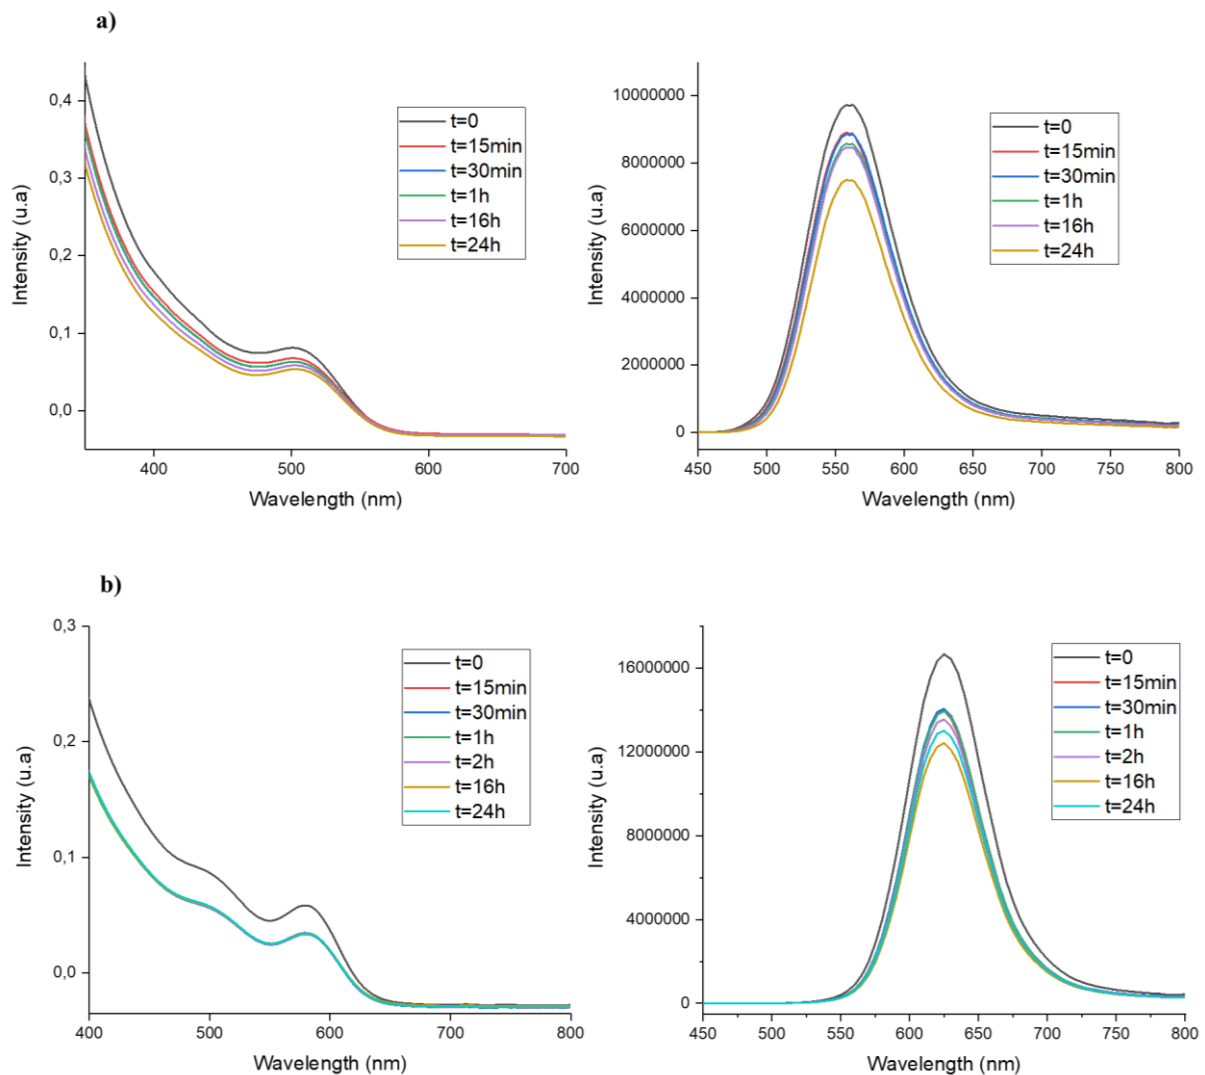 a)
0,4
0,3
0,2
0,1
0,0
Intensity (u.a)
400 500 600 700
Wavelength (nm)
t=0
t=15min
t=30min
t=1h
t=16h
t=24h
10000000
8000000
6000000
4000000
2000000
0
Intensity (u.a)
450 500 550 600 650 700 750 800
Wavelength (nm)
t=0
t=15min
t=30min
t=1h
t=16h
t=24h
b)
0,3
0,2
0,1
0,0
Intensity (u.a)
400 500 600 700 800
Wavelength (nm)
t=0
t=15min
t=30min
t=1h
t=2h
t=16h
t=24h
16000000
12000000
8000000
4000000
0
Intensity (u.a)
450 500 550 600 650 700 750 800
Wavelength (nm)
t=0
t=15min
t=30min
t=1h
t=2h
t=16h
t=24h